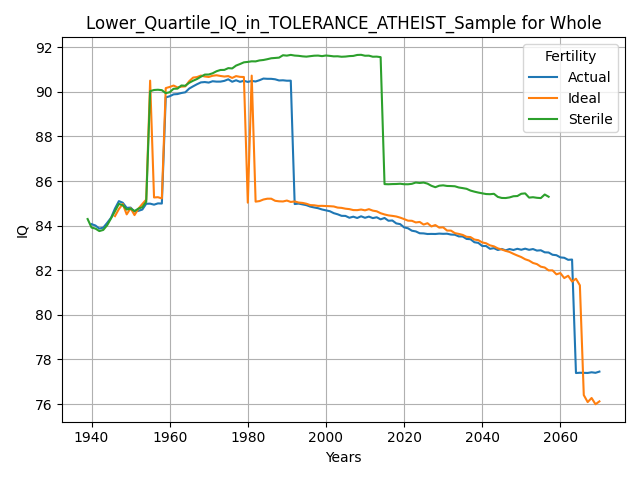 Lower_Quartile_IQ_in_TOLERANCE_ATHEIST_Sample for Whole
IQ
92
90
88
86
84
82
80
78
76
Fertility
Actual
Ideal
Sterile
1940
1960
1980
2000
2020
2040
2060
Years